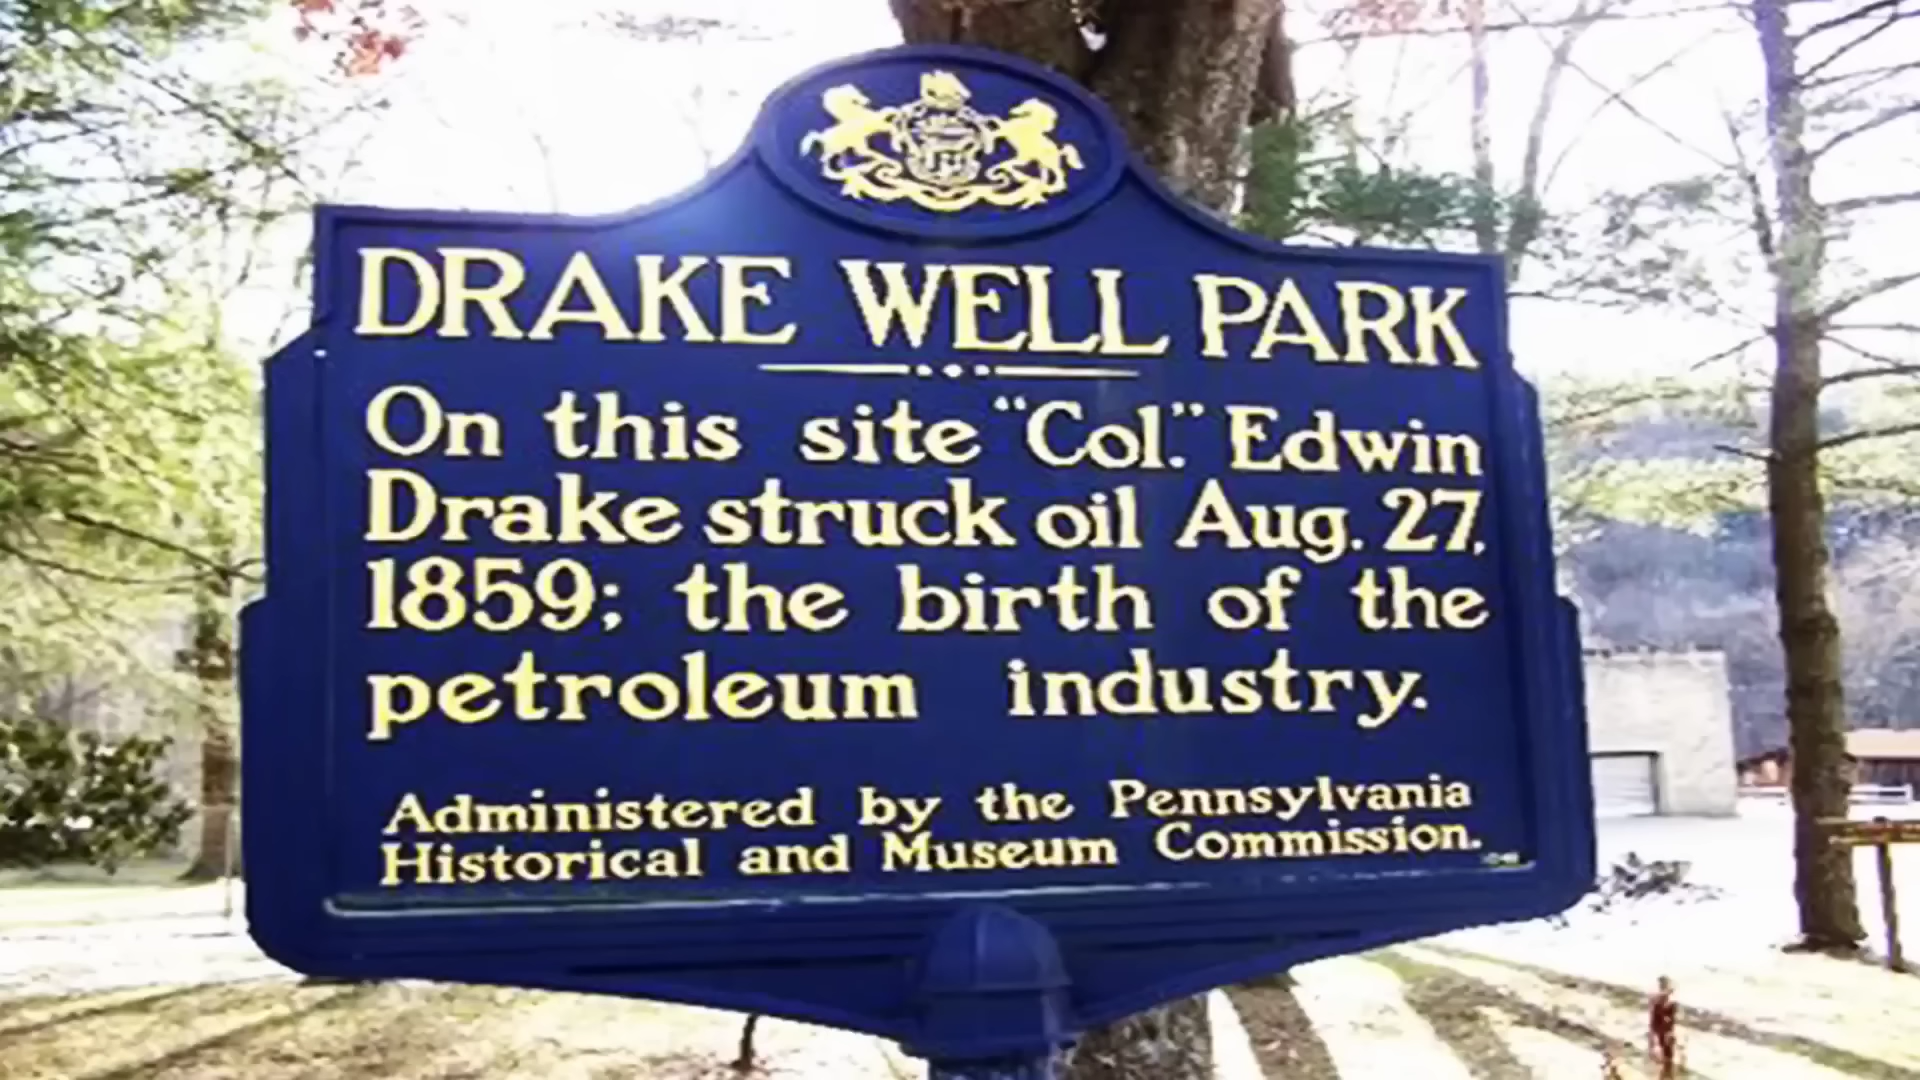 DRAKE WELL PARK
On this site "Col." Edwin
Drake struck oil Aug. 27,
1859; the birth of the
petroleum industry.
Administered by the Pennsylvania
Historical and Museum Commission.